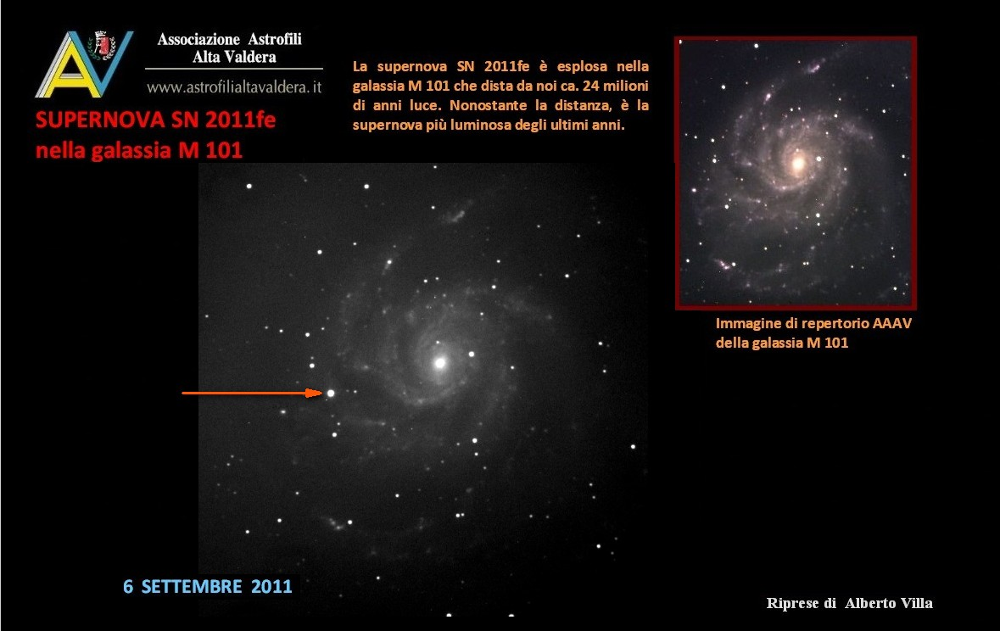 Associazione Astrofili
Alta Valdera
www.astrofilialtavaldera.it
SUPERNOVA SN 2011fe
nella galassia M 101
La supernova SN 2011fe è esplosa nella
galassia M 101 che dista da noi ca. 24 milioni
di anni luce. Nonostante la distanza, è la
supernova più luminosa degli ultimi anni.
Immagine di repertorio AAAV
della galassia M 101
6 SETTEMBRE 2011
Riprese di Alberto Villa